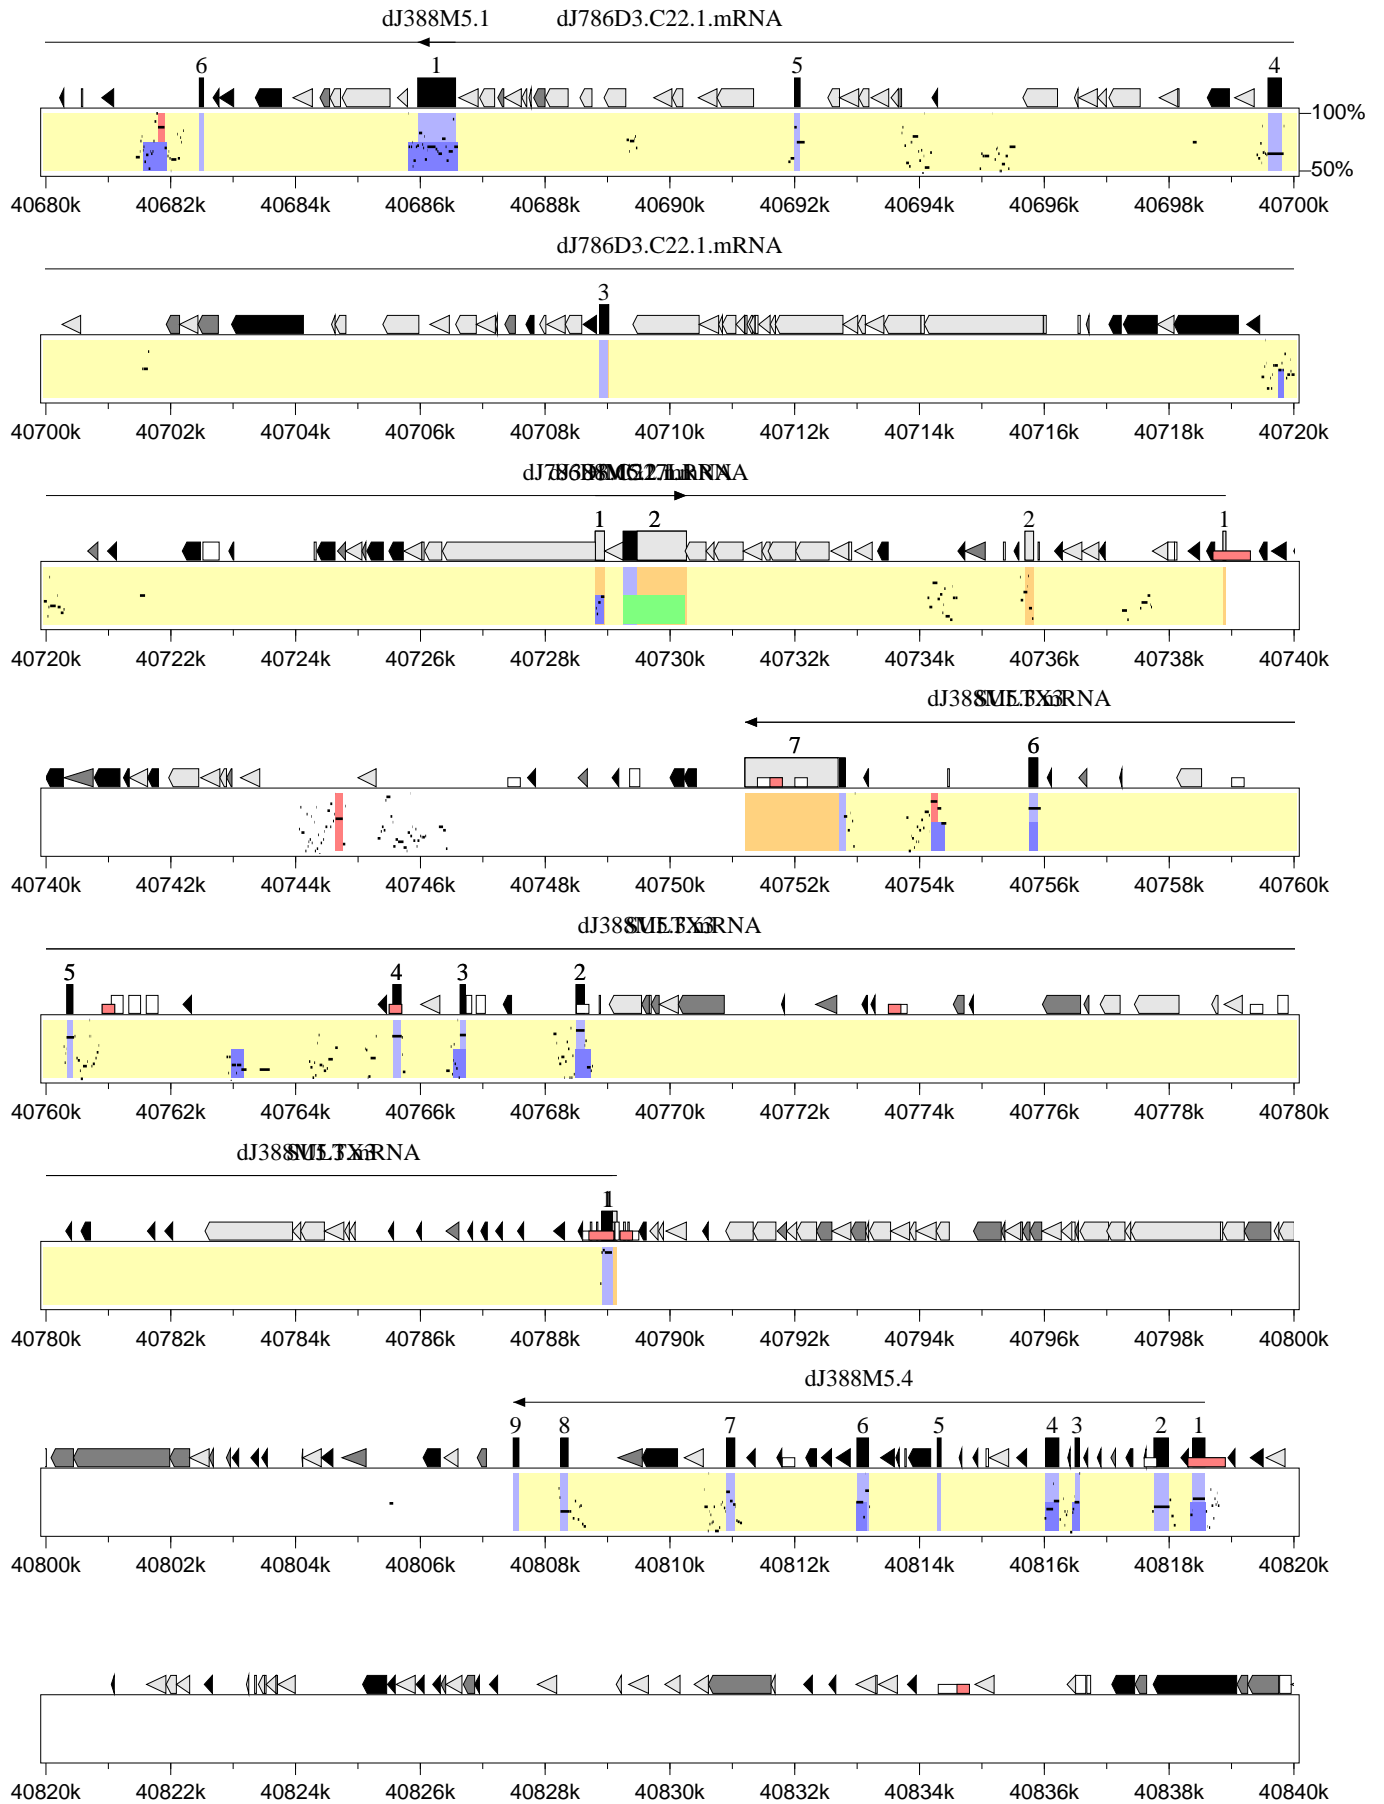 dJ388M5.1 dJ786D3.C22.1.mRNA
6 1 5 4
100%
50%
40680k 40682k 40684k 40686k 40688k 40690k 40692k 40694k 40696k 40698k 40700k
dJ786D3.C22.1.mRNA
3
40700k 40702k 40704k 40706k 40708k 40710k 40712k 40714k 40716k 40718k 40720k
1 2 2 1
40720k 40722k 40724k 40726k 40728k 40730k 40732k 40734k 40736k 40738k 40740k
7 6
40740k 40742k 40744k 40746k 40748k 40750k 40752k 40754k 40756k 40758k 40760k
5 4 3 2
40760k 40762k 40764k 40766k 40768k 40770k 40772k 40774k 40776k 40778k 40780k
1
40780k 40782k 40784k 40786k 40788k 40790k 40792k 40794k 40796k 40798k 40800k
dJ388M5.4
9 8 7 6 5 4 3 2 1
40800k 40802k 40804k 40806k 40808k 40810k 40812k 40814k 40816k 40818k 40820k
40820k 40822k 40824k 40826k 40828k 40830k 40832k 40834k 40836k 40838k 40840k